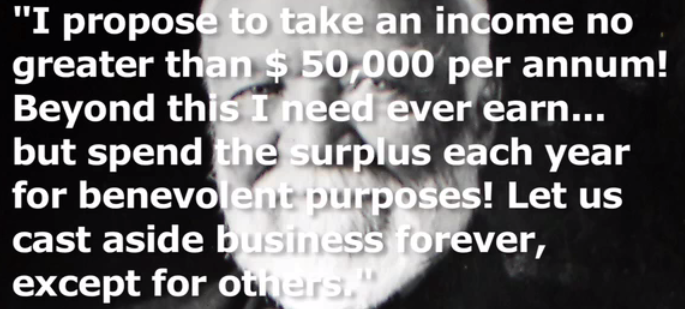 "I propose to take an income no
greater than $ 50,000 per annum!
Beyond this I need ever earn...
but spend the surplus each year
for benevolent purposes! Let us
cast aside business forever,
except for others."